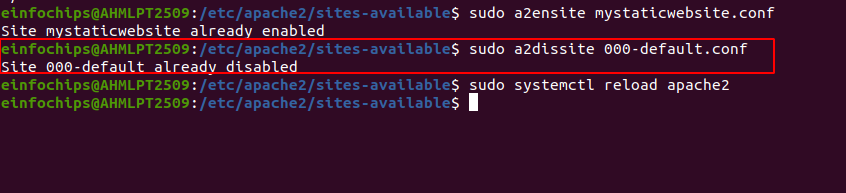 einfochips@AHMLPT2509:/etc/apache2/sites-available$ sudo a2ensite mystaticwebsite.conf
Site mystaticwebsite already enabled
einfochips@AHMLPT2509:/etc/apache2/sites-available$ sudo a2dissite 000-default.conf
Site 000-default already disabled
einfochips@AHMLPT2509:/etc/apache2/sites-available$ sudo systemctl reload apache2
einfochips@AHMLPT2509:/etc/apache2/sites-available$